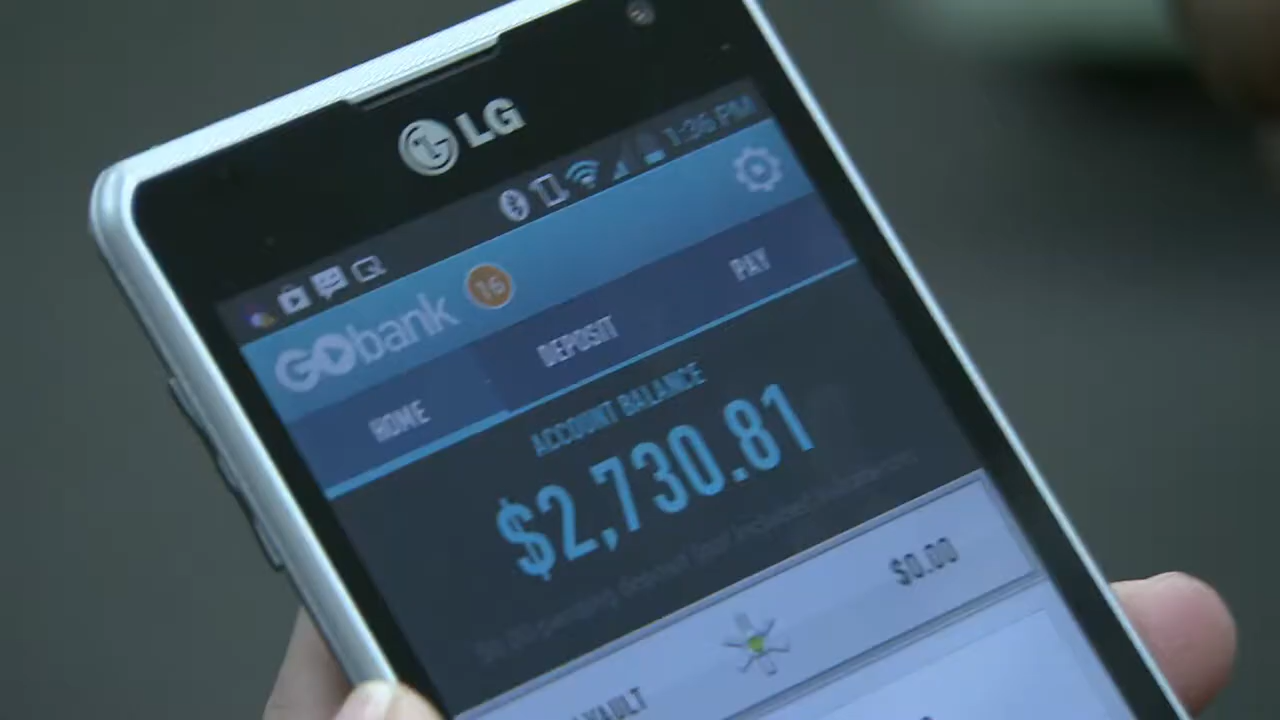 LG
1:36 PM
GObank 16
HOME DEPOSIT PAY
ACCOUNT BALANCE
$2,730.81
$0.00
VAULT